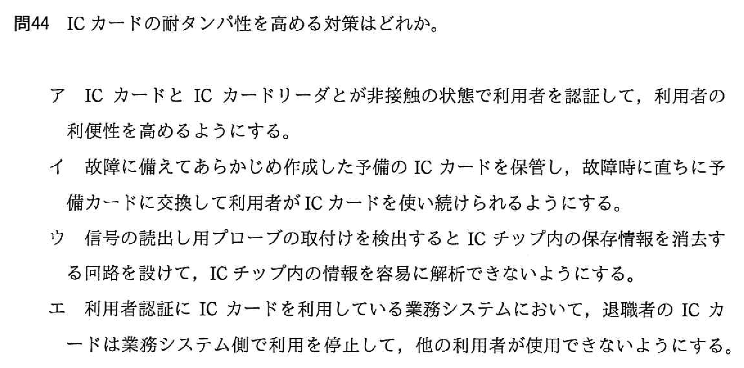 問44 IC カードの耐タンパ性を高める対策はどれか。
ア IC カードと IC カードリーダとが非接触の状態で利用者を認証して，利用者の
利便性を高めるようにする。
イ 故障に備えてあらかじめ作成した予備の IC カードを保管し，故障時に直ちに予
備カードに交換して利用者が IC カードを使い続けられるようにする。
ウ 信号の読出し用プローブの取付けを検出すると IC チップ内の保存情報を消去す
る回路を設けて，IC チップ内の情報を容易に解析できないようにする。
エ 利用者認証に IC カードを利用している業務システムにおいて，退職者の IC カ
ードは業務システム側で利用を停止して，他の利用者が使用できないようにする。